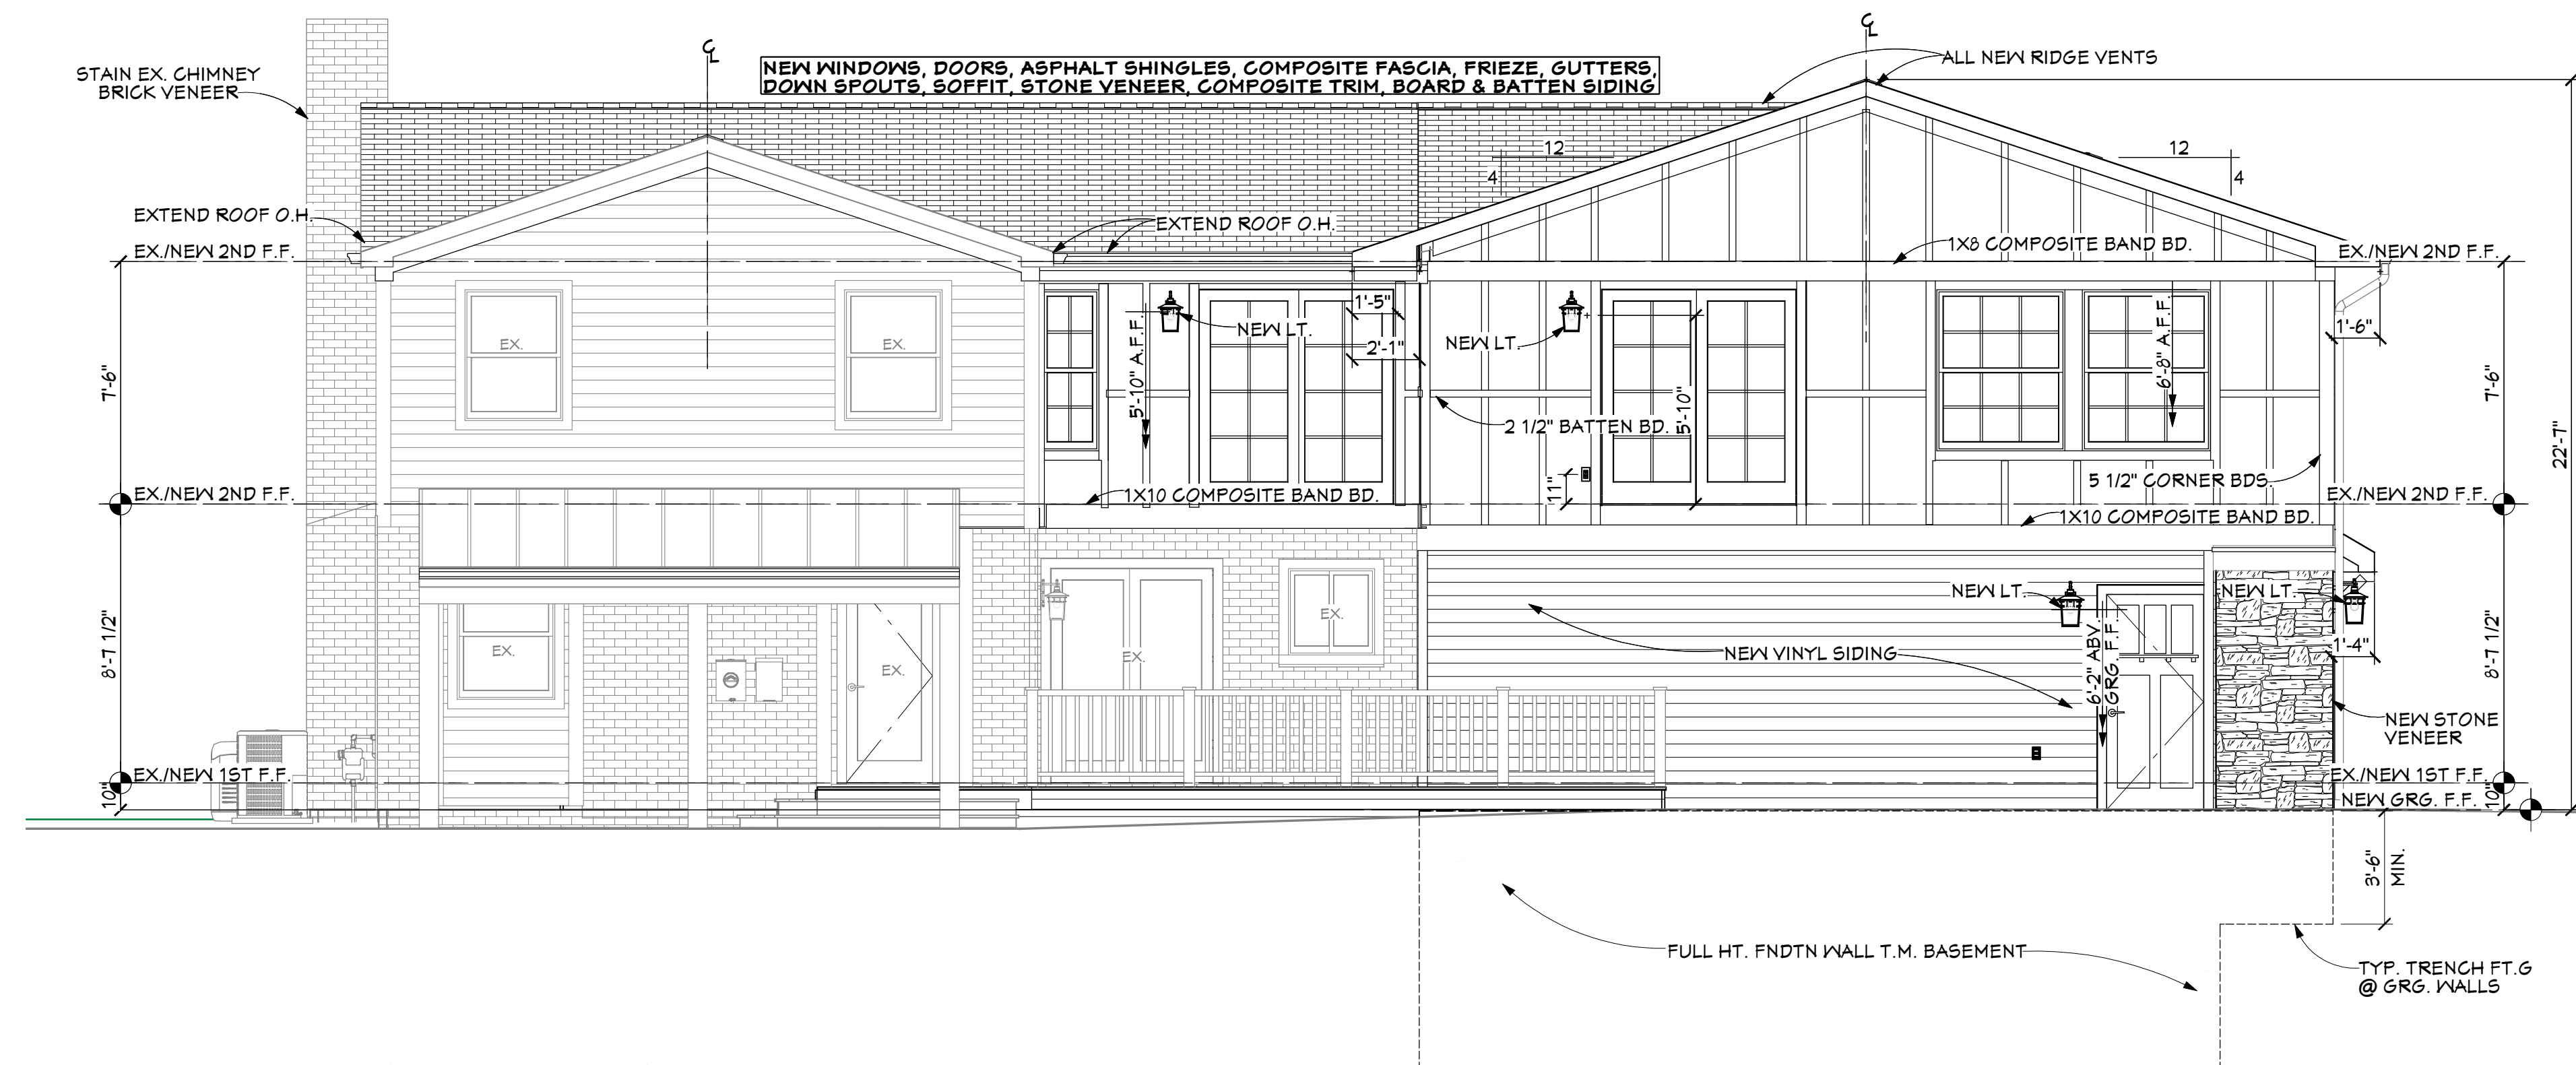 ℄
℄
STAIN EX. CHIMNEY
BRICK VENEER
NEW WINDOWS, DOORS, ASPHALT SHINGLES, COMPOSITE FASCIA, FRIEZE, GUTTERS,
DOWN SPOUTS, SOFFIT, STONE VENEER, COMPOSITE TRIM, BOARD & BATTEN SIDING
ALL NEW RIDGE VENTS
12
4
12
4
EXTEND ROOF O.H.
EXTEND ROOF O.H.
EX./NEW 2ND F.F.
1X8 COMPOSITE BAND BD.
EX./NEW 2ND F.F.
EX.
EX.
5'-10" A.F.F.
NEW LT.
1'-5"
2'-1"
NEW LT.
5'-10"
6'-8" A.F.F.
1'-6"
7'-6"
7'-6"
22'-7"
2 1/2" BATTEN BD.
11"
5 1/2" CORNER BDS.
EX./NEW 2ND F.F.
1X10 COMPOSITE BAND BD.
EX./NEW 2ND F.F.
1X10 COMPOSITE BAND BD.
8'-7 1/2"
EX.
EX.
EX.
EX.
NEW LT.
NEW LT.
1'-4"
NEW VINYL SIDING
6'-2" ABV.
GRG. F.F.
8'-7 1/2"
NEW STONE
VENEER
EX./NEW 1ST F.F.
10"
EX./NEW 1ST F.F.
10"
NEW GRG. F.F.
3'-6"
MIN.
FULL HT. FNDTN WALL T.M. BASEMENT
TYP. TRENCH FT.G
@ GRG. WALLS